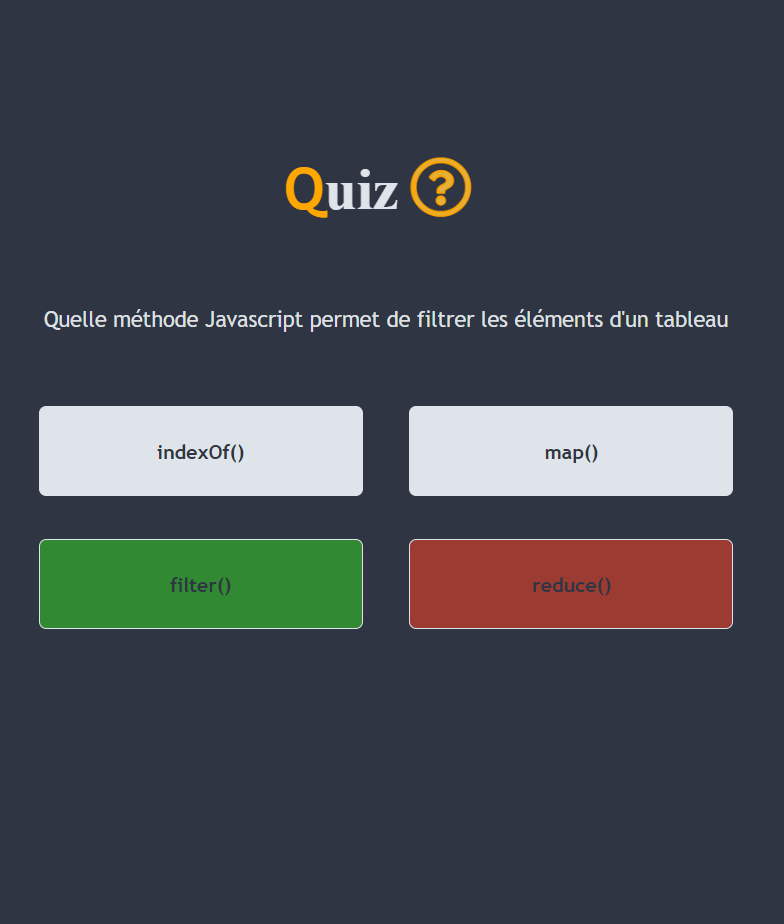 Quiz ?
Quelle méthode Javascript permet de filtrer les éléments d'un tableau
indexOf()
map()
filter()
reduce()